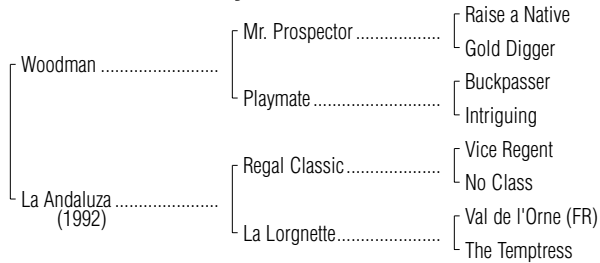 Raise a Native
Mr. Prospector ..................
Gold Digger
Woodman .........................
Buckpasser
Playmate ...........................
Intriguing
Vice Regent
Regal Classic....................
No Class
La Andaluza ......................
(1992)
Val de l'Orne (FR)
La Lorgnette......................
The Temptress